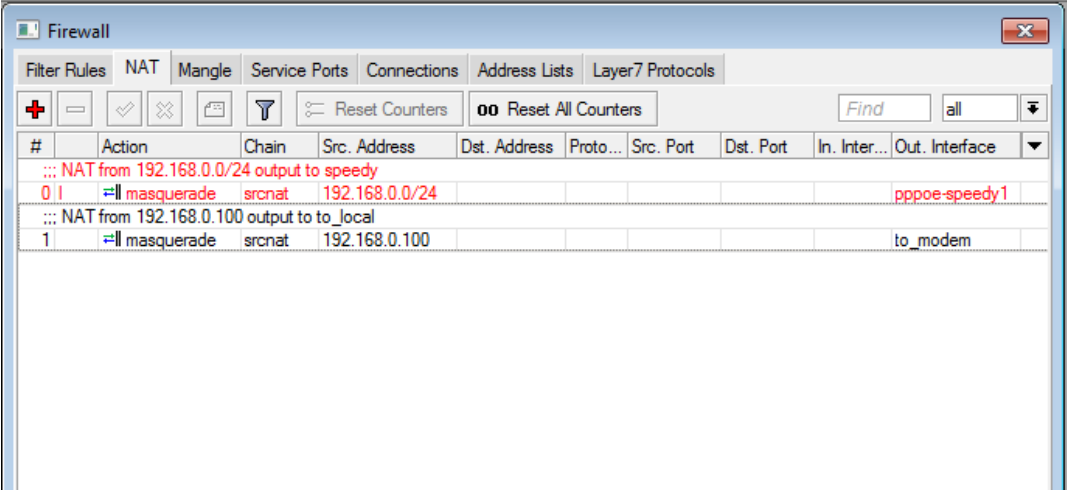 Firewall
Filter Rules NAT Mangle Service Ports Connections Address Lists Layer7 Protocols
Reset Counters 00 Reset All Counters Find all
# Action Chain Src. Address Dst. Address Proto... Src. Port Dst. Port In. Inter... Out. Interface
;;; NAT from 192.168.0.0/24 output to speedy
0 I masquerade srcnat 192.168.0.0/24 pppoe-speedy1
;;; NAT from 192.168.0.100 output to to_local
1 masquerade srcnat 192.168.0.100 to_modem